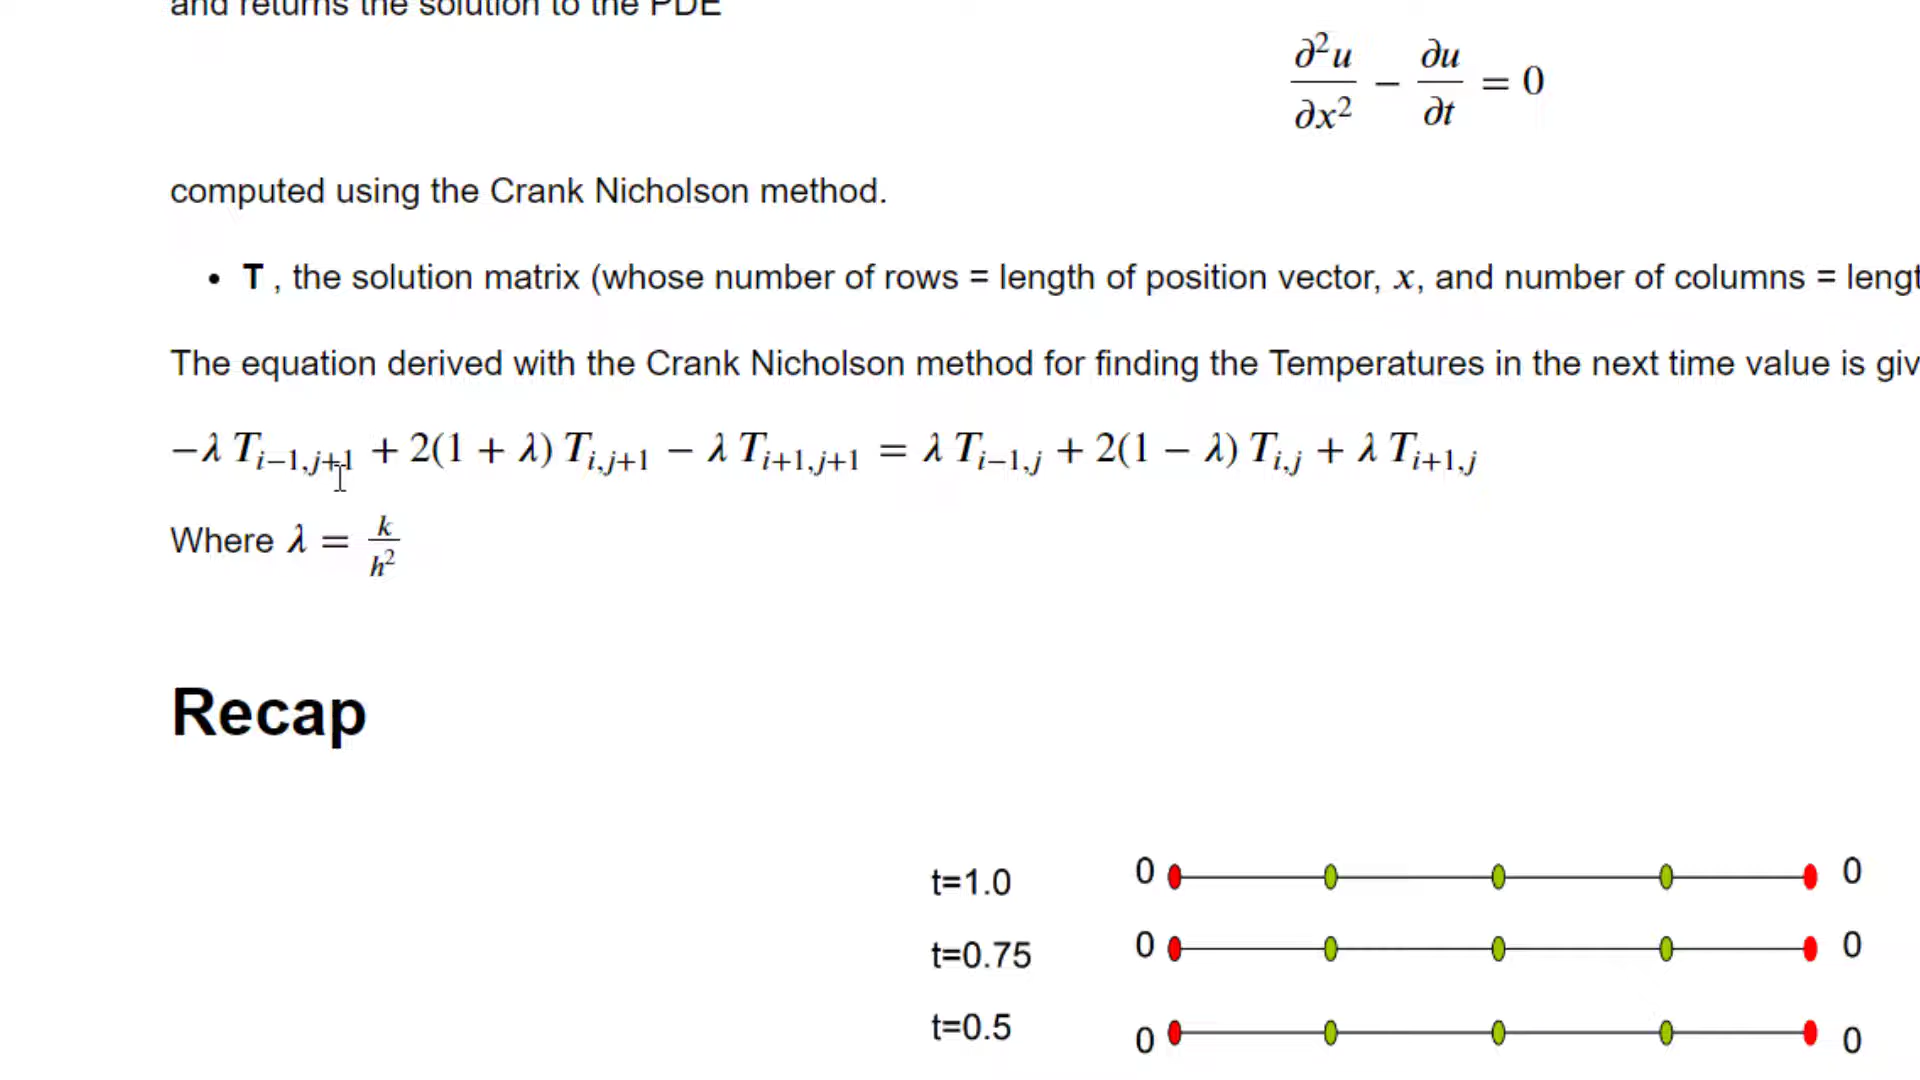 and returns the solution to the PDE
∂²u/∂x² − ∂u/∂t = 0
computed using the Crank Nicholson method.
• T , the solution matrix (whose number of rows = length of position vector, x, and number of columns = lengt
The equation derived with the Crank Nicholson method for finding the Temperatures in the next time value is giv
−λ T_{i−1,j+1} + 2(1 + λ) T_{i,j+1} − λ T_{i+1,j+1} = λ T_{i−1,j} + 2(1 − λ) T_{i,j} + λ T_{i+1,j}
Where λ = k/h²
Recap
t=1.0 0 0
t=0.75 0 0
t=0.5 0 0